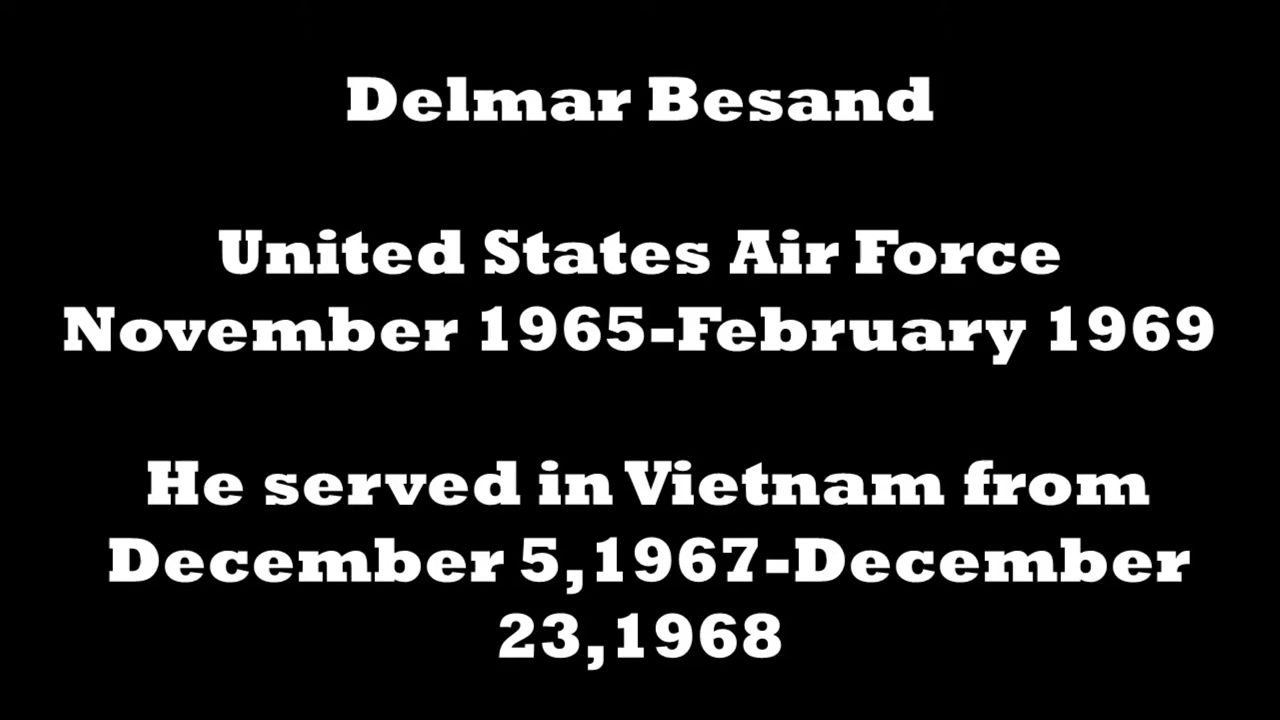 Delmar Besand
United States Air Force
November 1965-February 1969
He served in Vietnam from
December 5,1967-December
23,1968